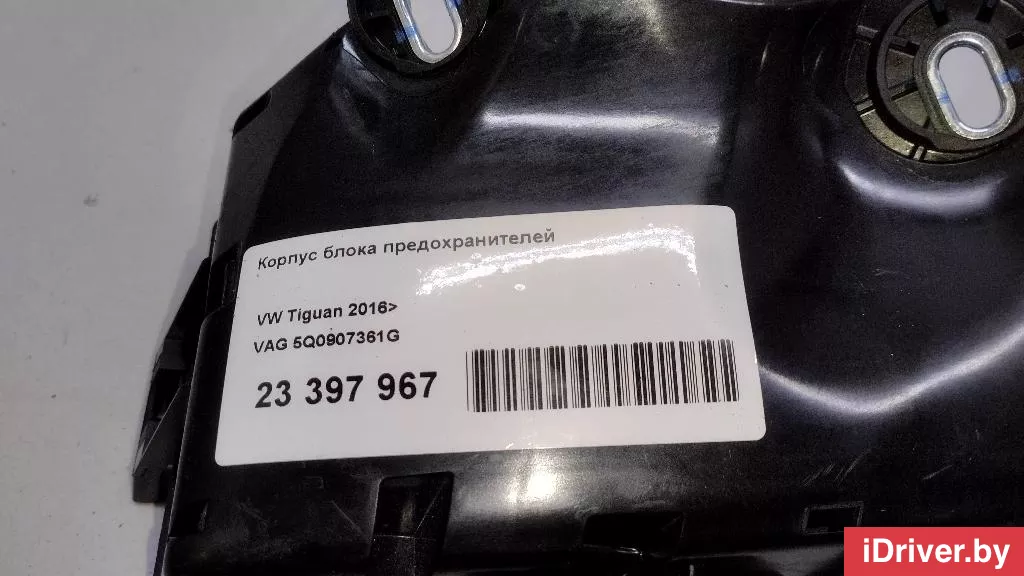 Корпус блока предохранителей
VW Tiguan 2016>
VAG 5Q0907361G
23 397 967
iDriver.by